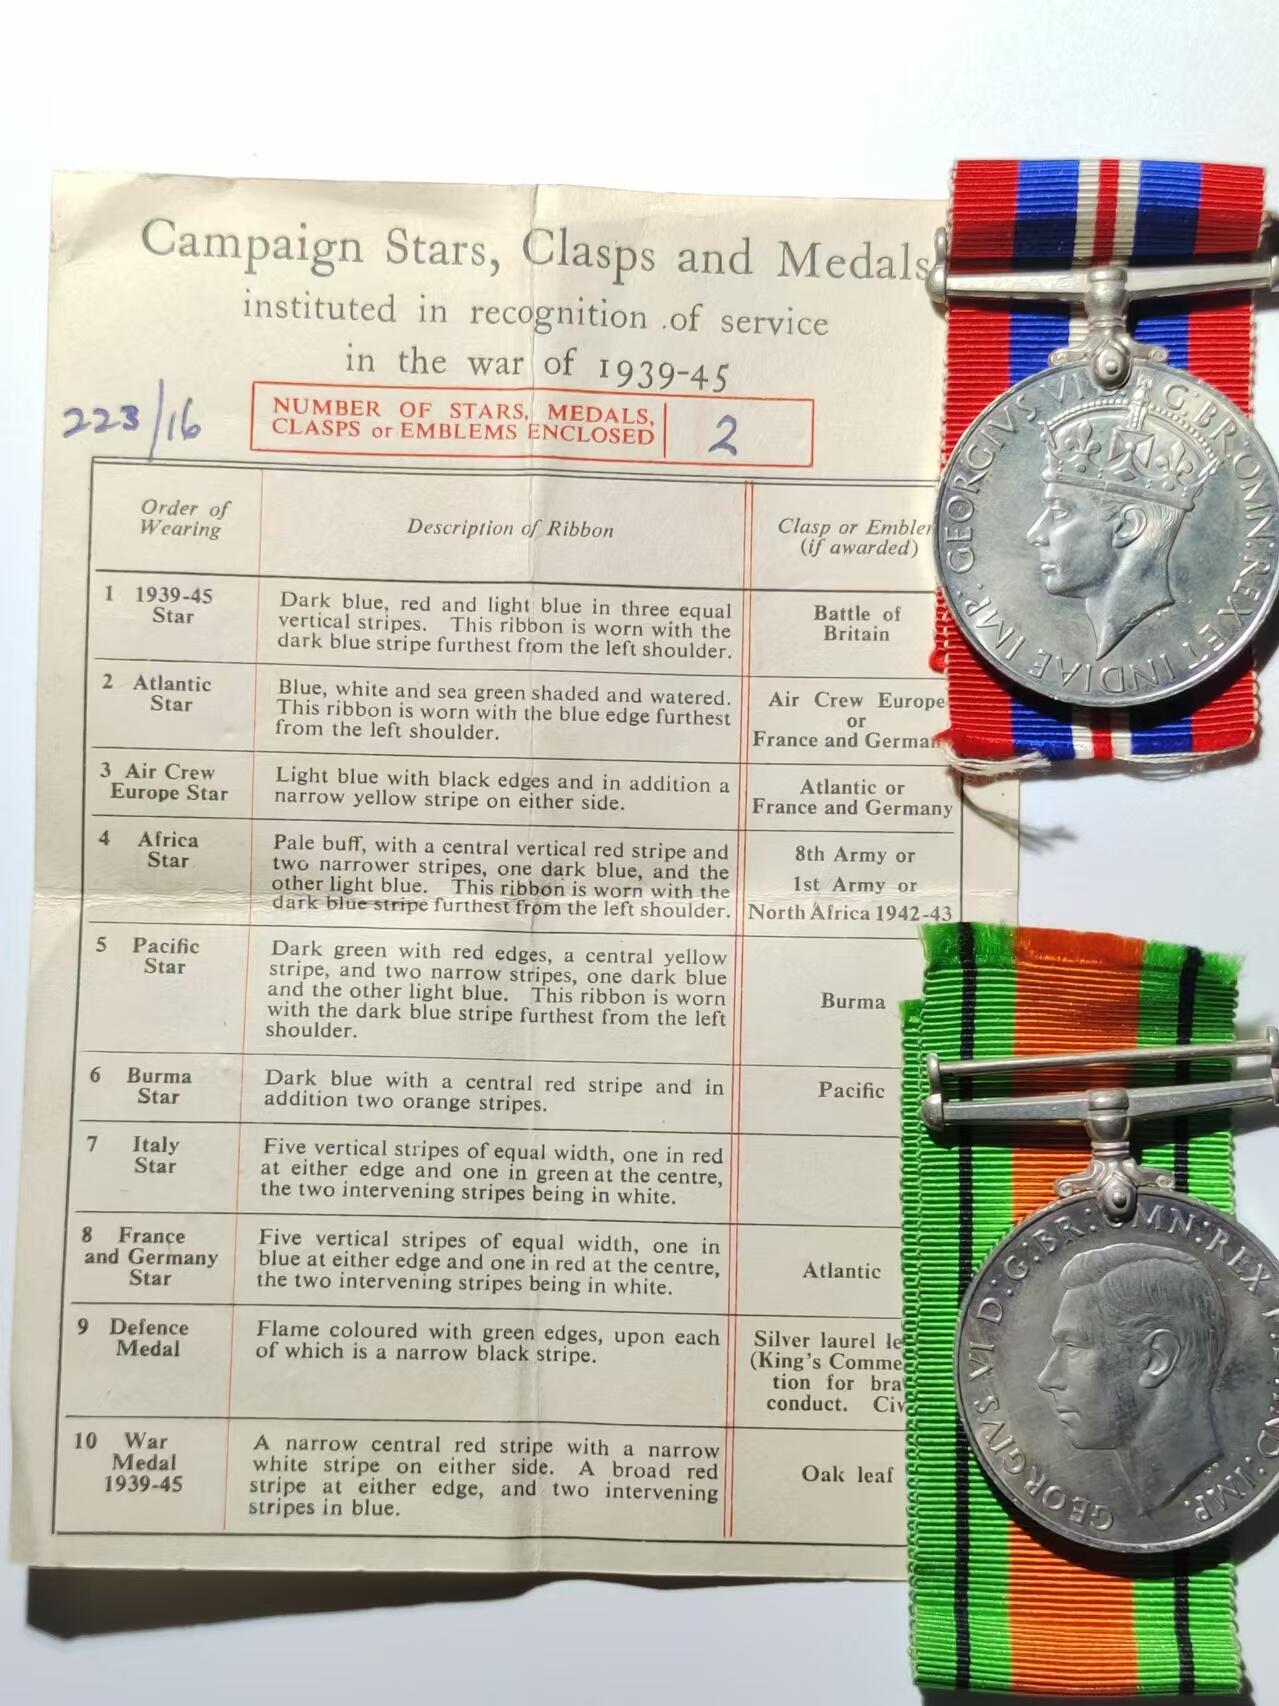 Campaign Stars, Clasps and Medals
instituted in recognition of service
in the war of 1939-45
223/16
NUMBER OF STARS, MEDALS,
CLASPS or EMBLEMS ENCLOSED
2
Order of
Wearing
Description of Ribbon
Clasp or Emblem
(if awarded)
1 1939-45
Star
Dark blue, red and light blue in three equal
vertical stripes. This ribbon is worn with the
dark blue stripe furthest from the left shoulder.
Battle of
Britain
2 Atlantic
Star
Blue, white and sea green shaded and watered.
This ribbon is worn with the blue edge furthest
from the left shoulder.
Air Crew Europe
or
France and German
3 Air Crew
Europe Star
Light blue with black edges and in addition a
narrow yellow stripe on either side.
Atlantic or
France and Germany
4 Africa
Star
Pale buff, with a central vertical red stripe and
two narrower stripes, one dark blue, and the
other light blue. This ribbon is worn with the
dark blue stripe furthest from the left shoulder.
8th Army or
1st Army or
North Africa 1942-43
5 Pacific
Star
Dark green with red edges, a central yellow
stripe, and two narrow stripes, one dark blue
and the other light blue. This ribbon is worn
with the dark blue stripe furthest from the left
shoulder.
Burma
6 Burma
Star
Dark blue with a central red stripe and in
addition two orange stripes.
Pacific
7 Italy
Star
Five vertical stripes of equal width, one in red
at either edge and one in green at the centre,
the two intervening stripes being in white.
8 France
and Germany
Star
Five vertical stripes of equal width, one in
blue at either edge and one in red at the centre,
the two intervening stripes being in white.
Atlantic
9 Defence
Medal
Flame coloured with green edges, upon each
of which is a narrow black stripe.
Silver laurel le
(King's Comme
tion for bra
conduct. Civ
10 War
Medal
1939-45
A narrow central red stripe with a narrow
white stripe on either side. A broad red
stripe at either edge, and two intervening
stripes in blue.
Oak leaf
GEORGIVS VI D:G:BR:OMN:REX ET INDIAE IMP.
GEORGIVS VI D:G:BR:OMN:REX F:D:IND:IMP.